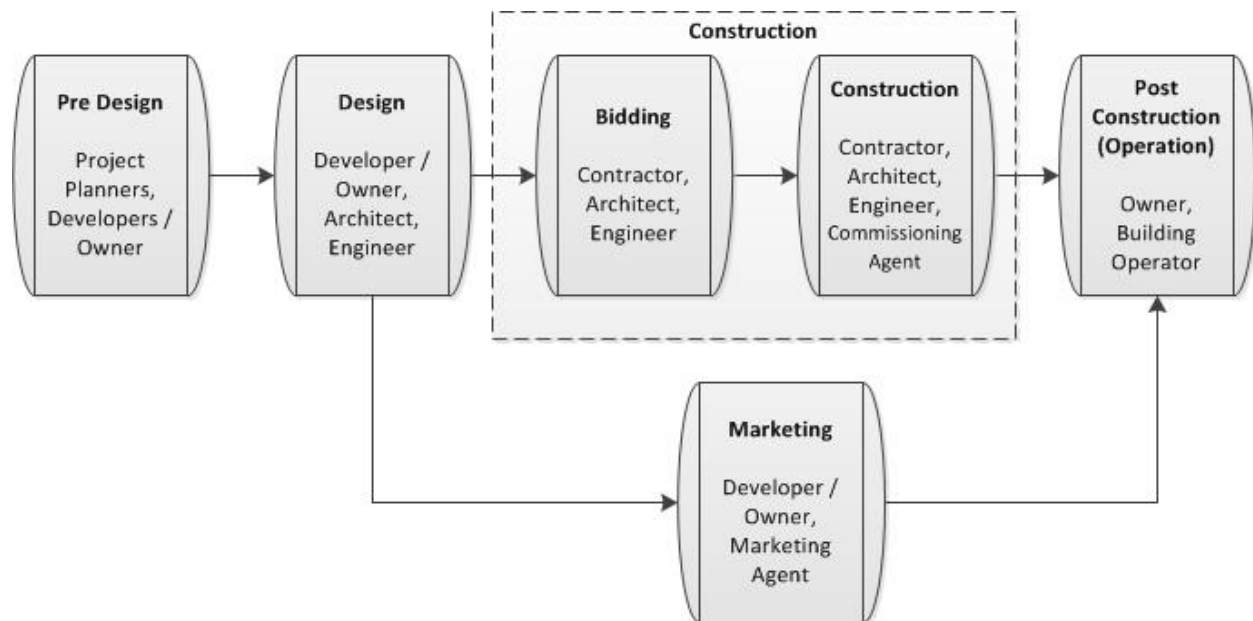 Construction
Pre Design
Project
Planners,
Developers /
Owner
Design
Developer /
Owner,
Architect,
Engineer
Bidding
Contractor,
Architect,
Engineer
Construction
Contractor,
Architect,
Engineer,
Commissioning
Agent
Post
Construction
(Operation)
Owner,
Building
Operator
Marketing
Developer /
Owner,
Marketing
Agent